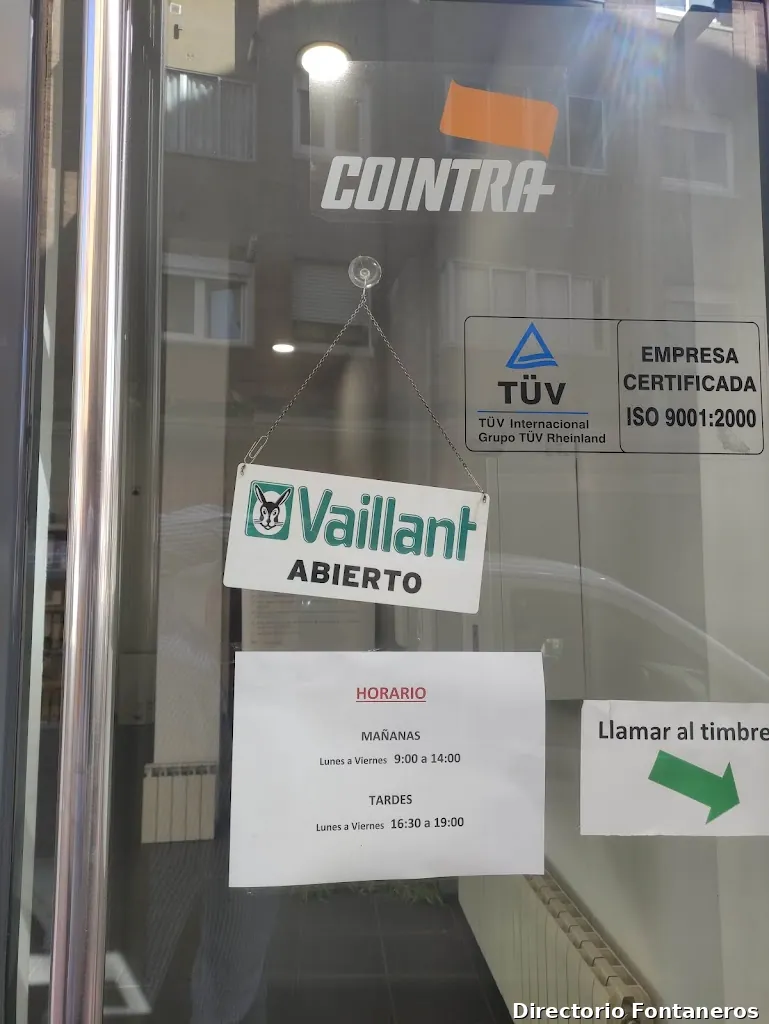 COINTRA
TÜV
TÜV Internacional
Grupo TÜV Rheinland
EMPRESA
CERTIFICADA
ISO 9001:2000
Vaillant
ABIERTO
HORARIO
MAÑANAS
Lunes a Viernes 9:00 a 14:00
TARDES
Lunes a Viernes 16:30 a 19:00
Llamar al timbre
Directorio Fontaneros